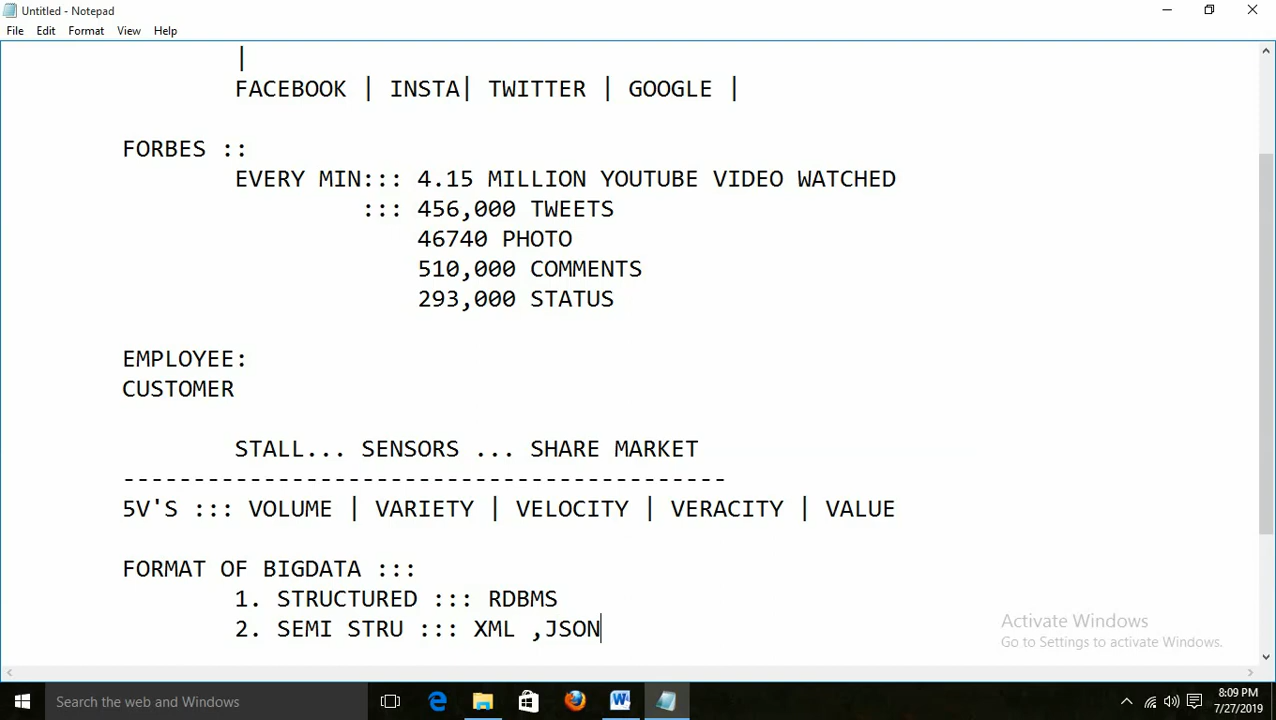 Untitled - Notepad
File Edit Format View Help
|
FACEBOOK | INSTA| TWITTER | GOOGLE |
FORBES ::
EVERY MIN::: 4.15 MILLION YOUTUBE VIDEO WATCHED
::: 456,000 TWEETS
46740 PHOTO
510,000 COMMENTS
293,000 STATUS
EMPLOYEE:
CUSTOMER
STALL... SENSORS ... SHARE MARKET
-------------------------------------------
5V'S ::: VOLUME | VARIETY | VELOCITY | VERACITY | VALUE
FORMAT OF BIGDATA :::
1. STRUCTURED ::: RDBMS
2. SEMI STRU ::: XML ,JSON
Activate Windows
Go to Settings to activate Windows.
Search the web and Windows
8:09 PM
7/27/2019